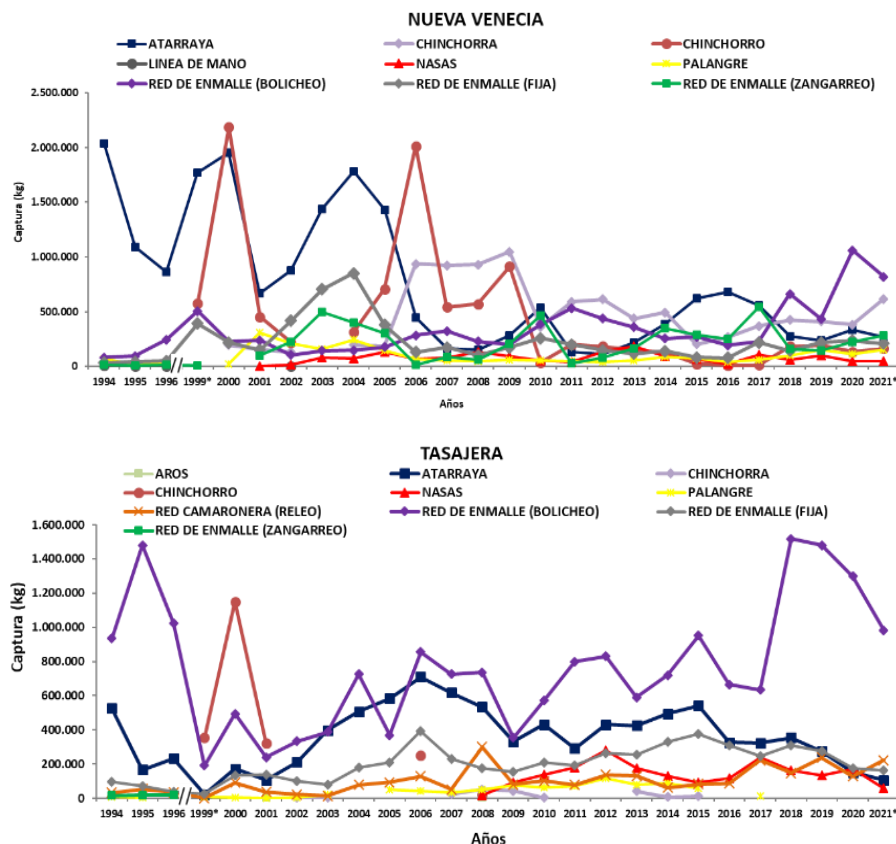 NUEVA VENECIA
ATARRAYA CHINCHORRA CHINCHORRO
LINEA DE MANO NASAS PALANGRE
RED DE ENMALLE (BOLICHEO) RED DE ENMALLE (FIJA) RED DE ENMALLE (ZANGARREO)
Captura (kg)
2.500.000
2.000.000
1.500.000
1.000.000
500.000
0
1994 1995 1996 // 1999* 2000 2001 2002 2003 2004 2005 2006 2007 2008 2009 2010 2011 2012 2013 2014 2015 2016 2017 2018 2019 2020 2021*
Años
TASAJERA
AROS ATARRAYA CHINCHORRA
CHINCHORRO NASAS PALANGRE
RED CAMARONERA (RELEO) RED DE ENMALLE (BOLICHEO) RED DE ENMALLE (FIJA)
RED DE ENMALLE (ZANGARREO)
Captura (kg)
1.600.000
1.400.000
1.200.000
1.000.000
800.000
600.000
400.000
200.000
0
1994 1995 1996 // 1999* 2000 2001 2002 2003 2004 2005 2006 2007 2008 2009 2010 2011 2012 2013 2014 2015 2016 2017 2018 2019 2020 2021*
Años